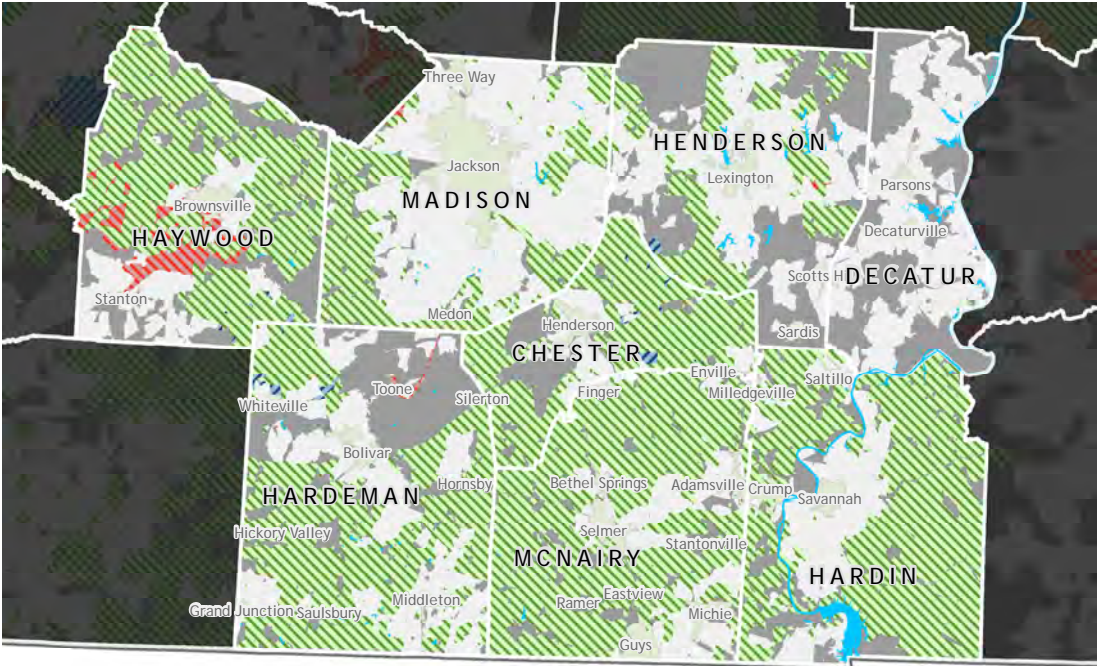 Three Way
HENDERSON
Jackson
Lexington
Parsons
MADISON
Brownsville
Decaturville
HAYWOOD
Scotts H
DECATUR
Stanton
Medon
Henderson
Sardis
CHESTER
Enville
Saltillo
Toone
Silerton
Finger
Milledgeville
Whiteville
Bolivar
Hornsby
Bethel Springs
Adamsville
Crump
Savannah
HARDEMAN
Hickory Valley
Selmer
Stantonville
MCNAIRY
HARDIN
Grand Junction
Saulsbury
Middleton
Ramer
Eastview
Michie
Guys